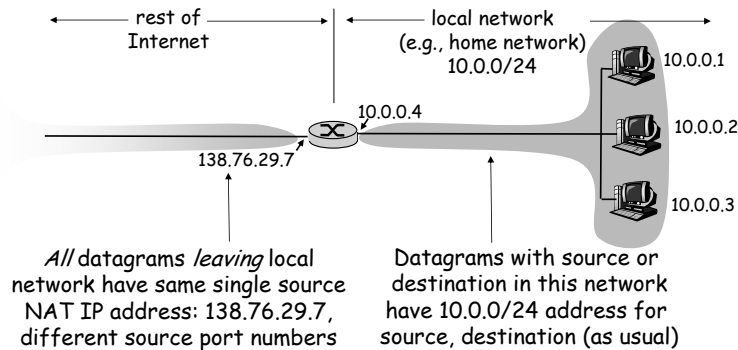 rest of
Internet
local network
(e.g., home network)
10.0.0/24
10.0.0.1
10.0.0.4
10.0.0.2
138.76.29.7
10.0.0.3
All datagrams leaving local
network have same single source
NAT IP address: 138.76.29.7,
different source port numbers
Datagrams with source or
destination in this network
have 10.0.0/24 address for
source, destination (as usual)